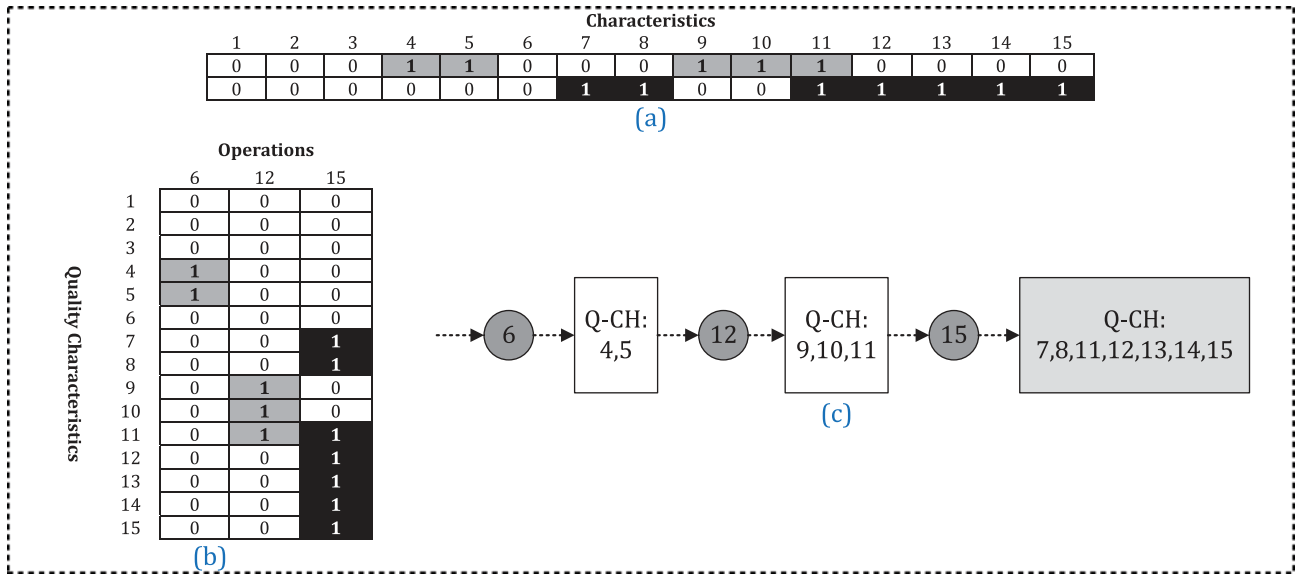 Characteristics
1 2 3 4 5 6 7 8 9 10 11 12 13 14 15
0 0 0 1 1 0 0 0 1 1 1 0 0 0 0
0 0 0 0 0 0 1 1 0 0 1 1 1 1 1
(a)
Operations
6 12 15
Quality Characteristics
1 0 0 0
2 0 0 0
3 0 0 0
4 1 0 0
5 1 0 0
6 0 0 0
7 0 0 1
8 0 0 1
9 0 1 0
10 0 1 0
11 0 1 1
12 0 0 1
13 0 0 1
14 0 0 1
15 0 0 1
(b)
6
Q-CH:
4,5
12
Q-CH:
9,10,11
15
Q-CH:
7,8,11,12,13,14,15
(c)